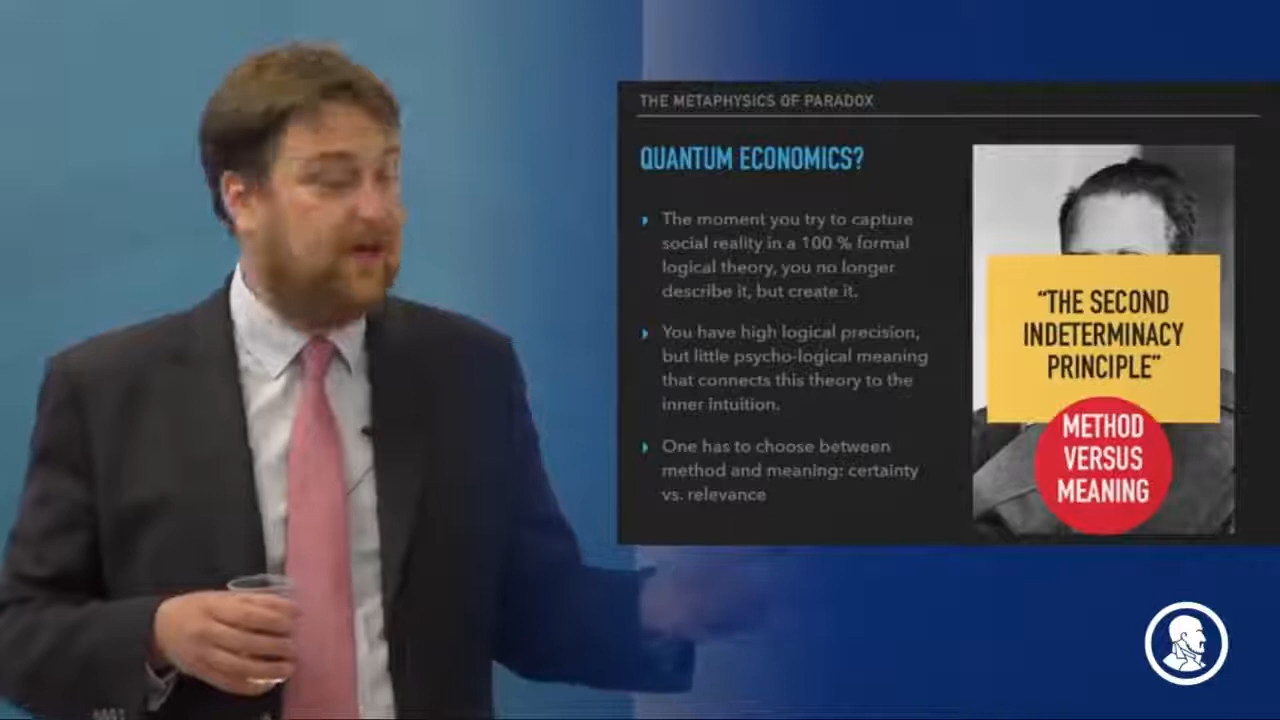 THE METAPHYSICS OF PARADOX
QUANTUM ECONOMICS?
The moment you try to capture
social reality in a 100 % formal
logical theory, you no longer
describe it, but create it.
You have high logical precision,
but little psycho-logical meaning
that connects this theory to the
inner intuition.
One has to choose between
method and meaning: certainty
vs. relevance
“THE SECOND
INDETERMINACY
PRINCIPLE”
METHOD
VERSUS
MEANING